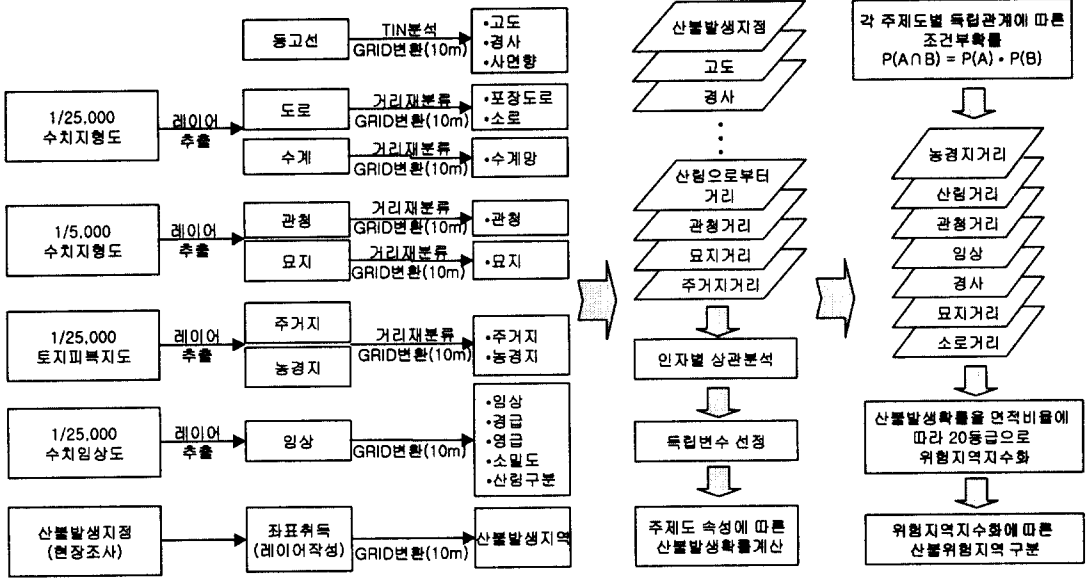 등고선
TIN분석
GRID변환(10m)
•고도
•경사
•사면향
1/25,000
수치지형도
레이어
추출
도로
거리재분류
GRID변환(10m)
•포장도로
•소로
수계
거리재분류
GRID변환(10m)
•수계망
1/5,000
수치지형도
레이어
추출
관청
거리재분류
GRID변환(10m)
•관청
묘지
거리재분류
GRID변환(10m)
•묘지
1/25,000
토지피복지도
레이어
추출
주거지
농경지
거리재분류
GRID변환(10m)
•주거지
•농경지
1/25,000
수치임상도
레이어
추출
임상
GRID변환(10m)
•임상
•경급
•영급
•소밀도
•산림구분
산불발생지점
(현장조사)
좌표취득
(레이어작성)
GRID변환(10m)
산불발생지역
산불발생지점
고도
경사
산림으로부터
거리
관청거리
묘지거리
주거지거리
인자별 상관분석
독립변수 선정
주제도 속성에 따른
산불발생확률계산
각 주제도별 독립관계에 따른
조건부확률
P(A∩B) = P(A) • P(B)
농경지거리
산림거리
관청거리
임상
경사
묘지거리
소로거리
산불발생확률을 면적비율에
따라 20등급으로
위험지역지수화
위험지역지수화에 따른
산불위험지역 구분